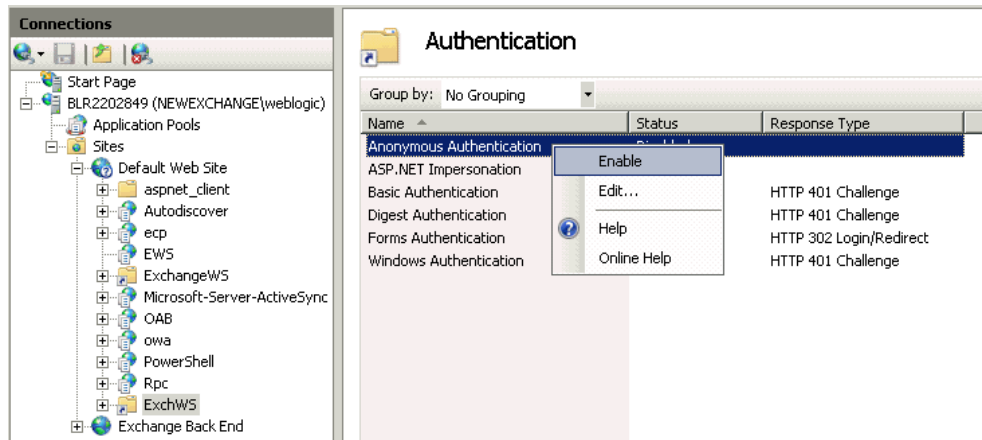 Connections
Start Page
BLR2202849 (NEWEXCHANGE\weblogic)
Application Pools
Sites
Default Web Site
aspnet_client
Autodiscover
ecp
EWS
ExchangeWS
Microsoft-Server-ActiveSync
OAB
owa
PowerShell
Rpc
ExchWS
Exchange Back End
Authentication
Group by: No Grouping
Name Status Response Type
Anonymous Authentication
ASP.NET Impersonation
Basic Authentication HTTP 401 Challenge
Digest Authentication HTTP 401 Challenge
Forms Authentication HTTP 302 Login/Redirect
Windows Authentication HTTP 401 Challenge
Enable
Edit...
Help
Online Help